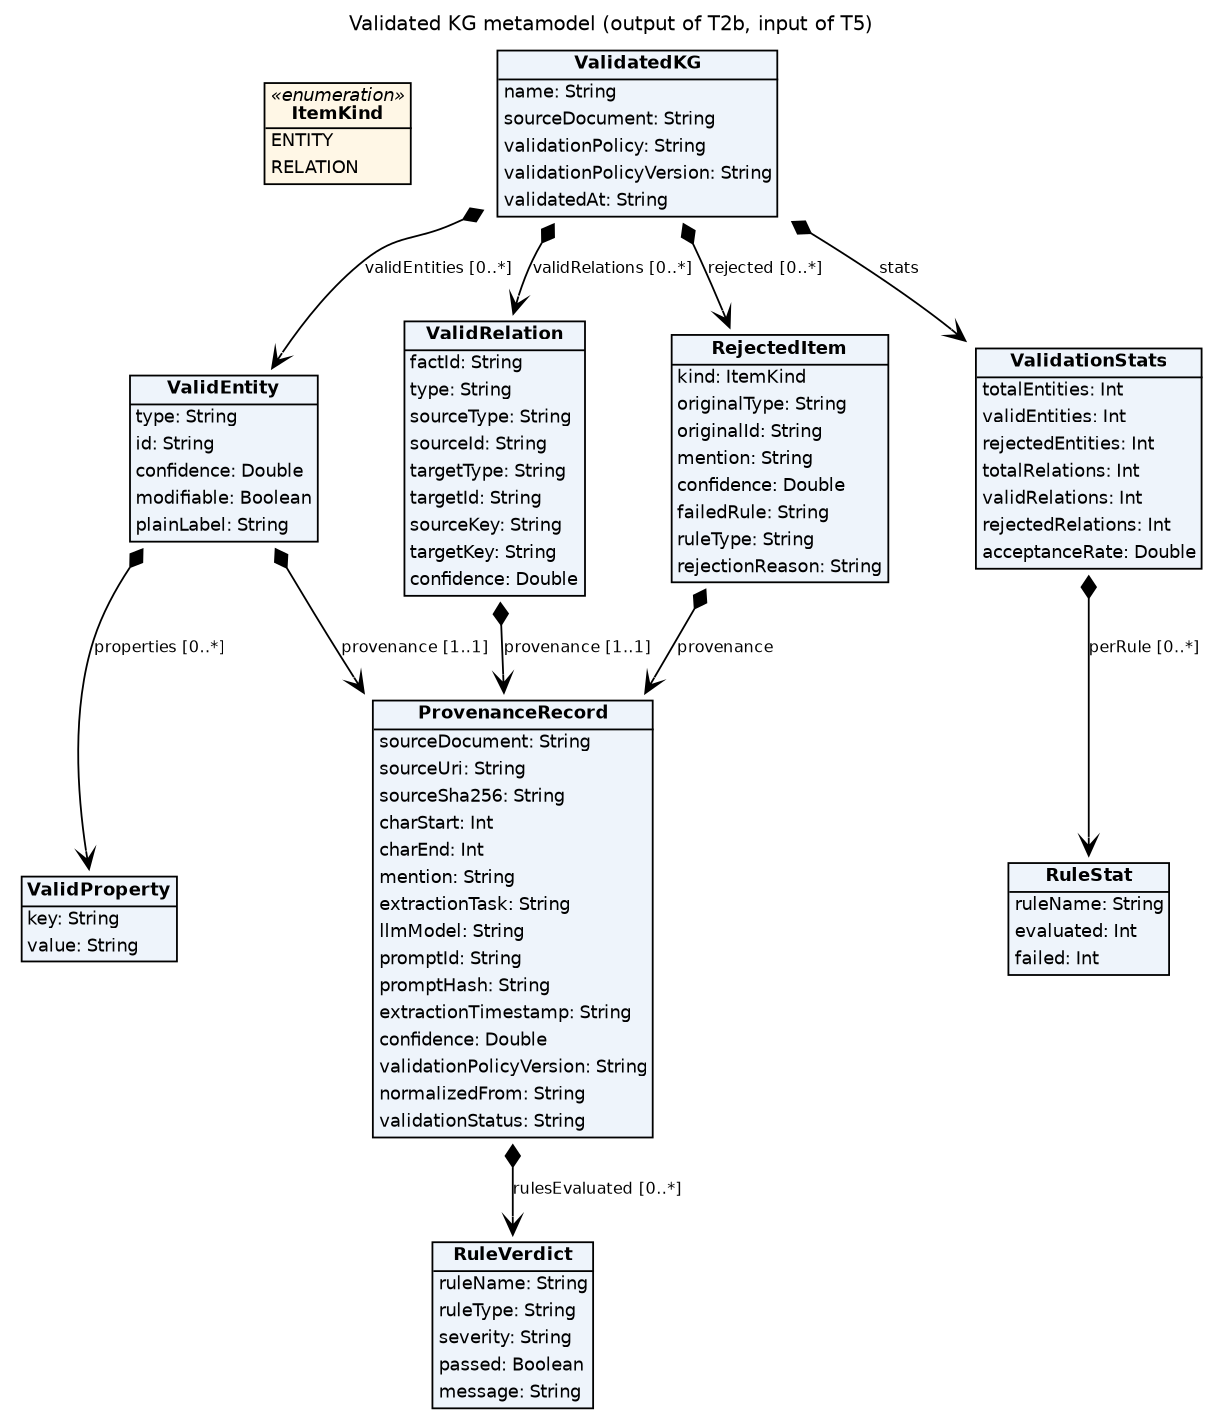 Validated KG metamodel (output of T2b, input of T5)
«enumeration»
ItemKind
ENTITY
RELATION
ValidatedKG
name: String
sourceDocument: String
validationPolicy: String
validationPolicyVersion: String
validatedAt: String
validEntities [0..*]
validRelations [0..*]
rejected [0..*]
stats
ValidEntity
type: String
id: String
confidence: Double
modifiable: Boolean
plainLabel: String
ValidRelation
factId: String
type: String
sourceType: String
sourceId: String
targetType: String
targetId: String
sourceKey: String
targetKey: String
confidence: Double
RejectedItem
kind: ItemKind
originalType: String
originalId: String
mention: String
confidence: Double
failedRule: String
ruleType: String
rejectionReason: String
ValidationStats
totalEntities: Int
validEntities: Int
rejectedEntities: Int
totalRelations: Int
validRelations: Int
rejectedRelations: Int
acceptanceRate: Double
properties [0..*]
provenance [1..1]
provenance [1..1]
provenance
perRule [0..*]
ValidProperty
key: String
value: String
ProvenanceRecord
sourceDocument: String
sourceUri: String
sourceSha256: String
charStart: Int
charEnd: Int
mention: String
extractionTask: String
llmModel: String
promptId: String
promptHash: String
extractionTimestamp: String
confidence: Double
validationPolicyVersion: String
normalizedFrom: String
validationStatus: String
RuleStat
ruleName: String
evaluated: Int
failed: Int
rulesEvaluated [0..*]
RuleVerdict
ruleName: String
ruleType: String
severity: String
passed: Boolean
message: String